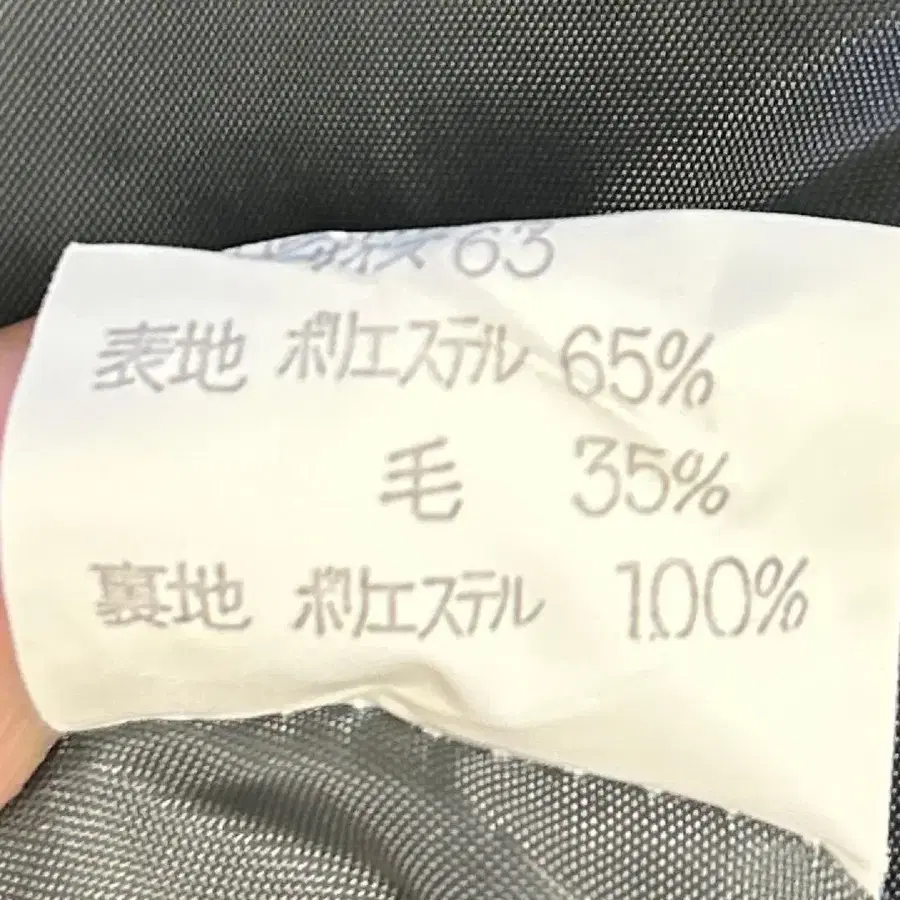 63
表地 ポリエステル 65%
毛 35%
裏地 ポリエステル 100%